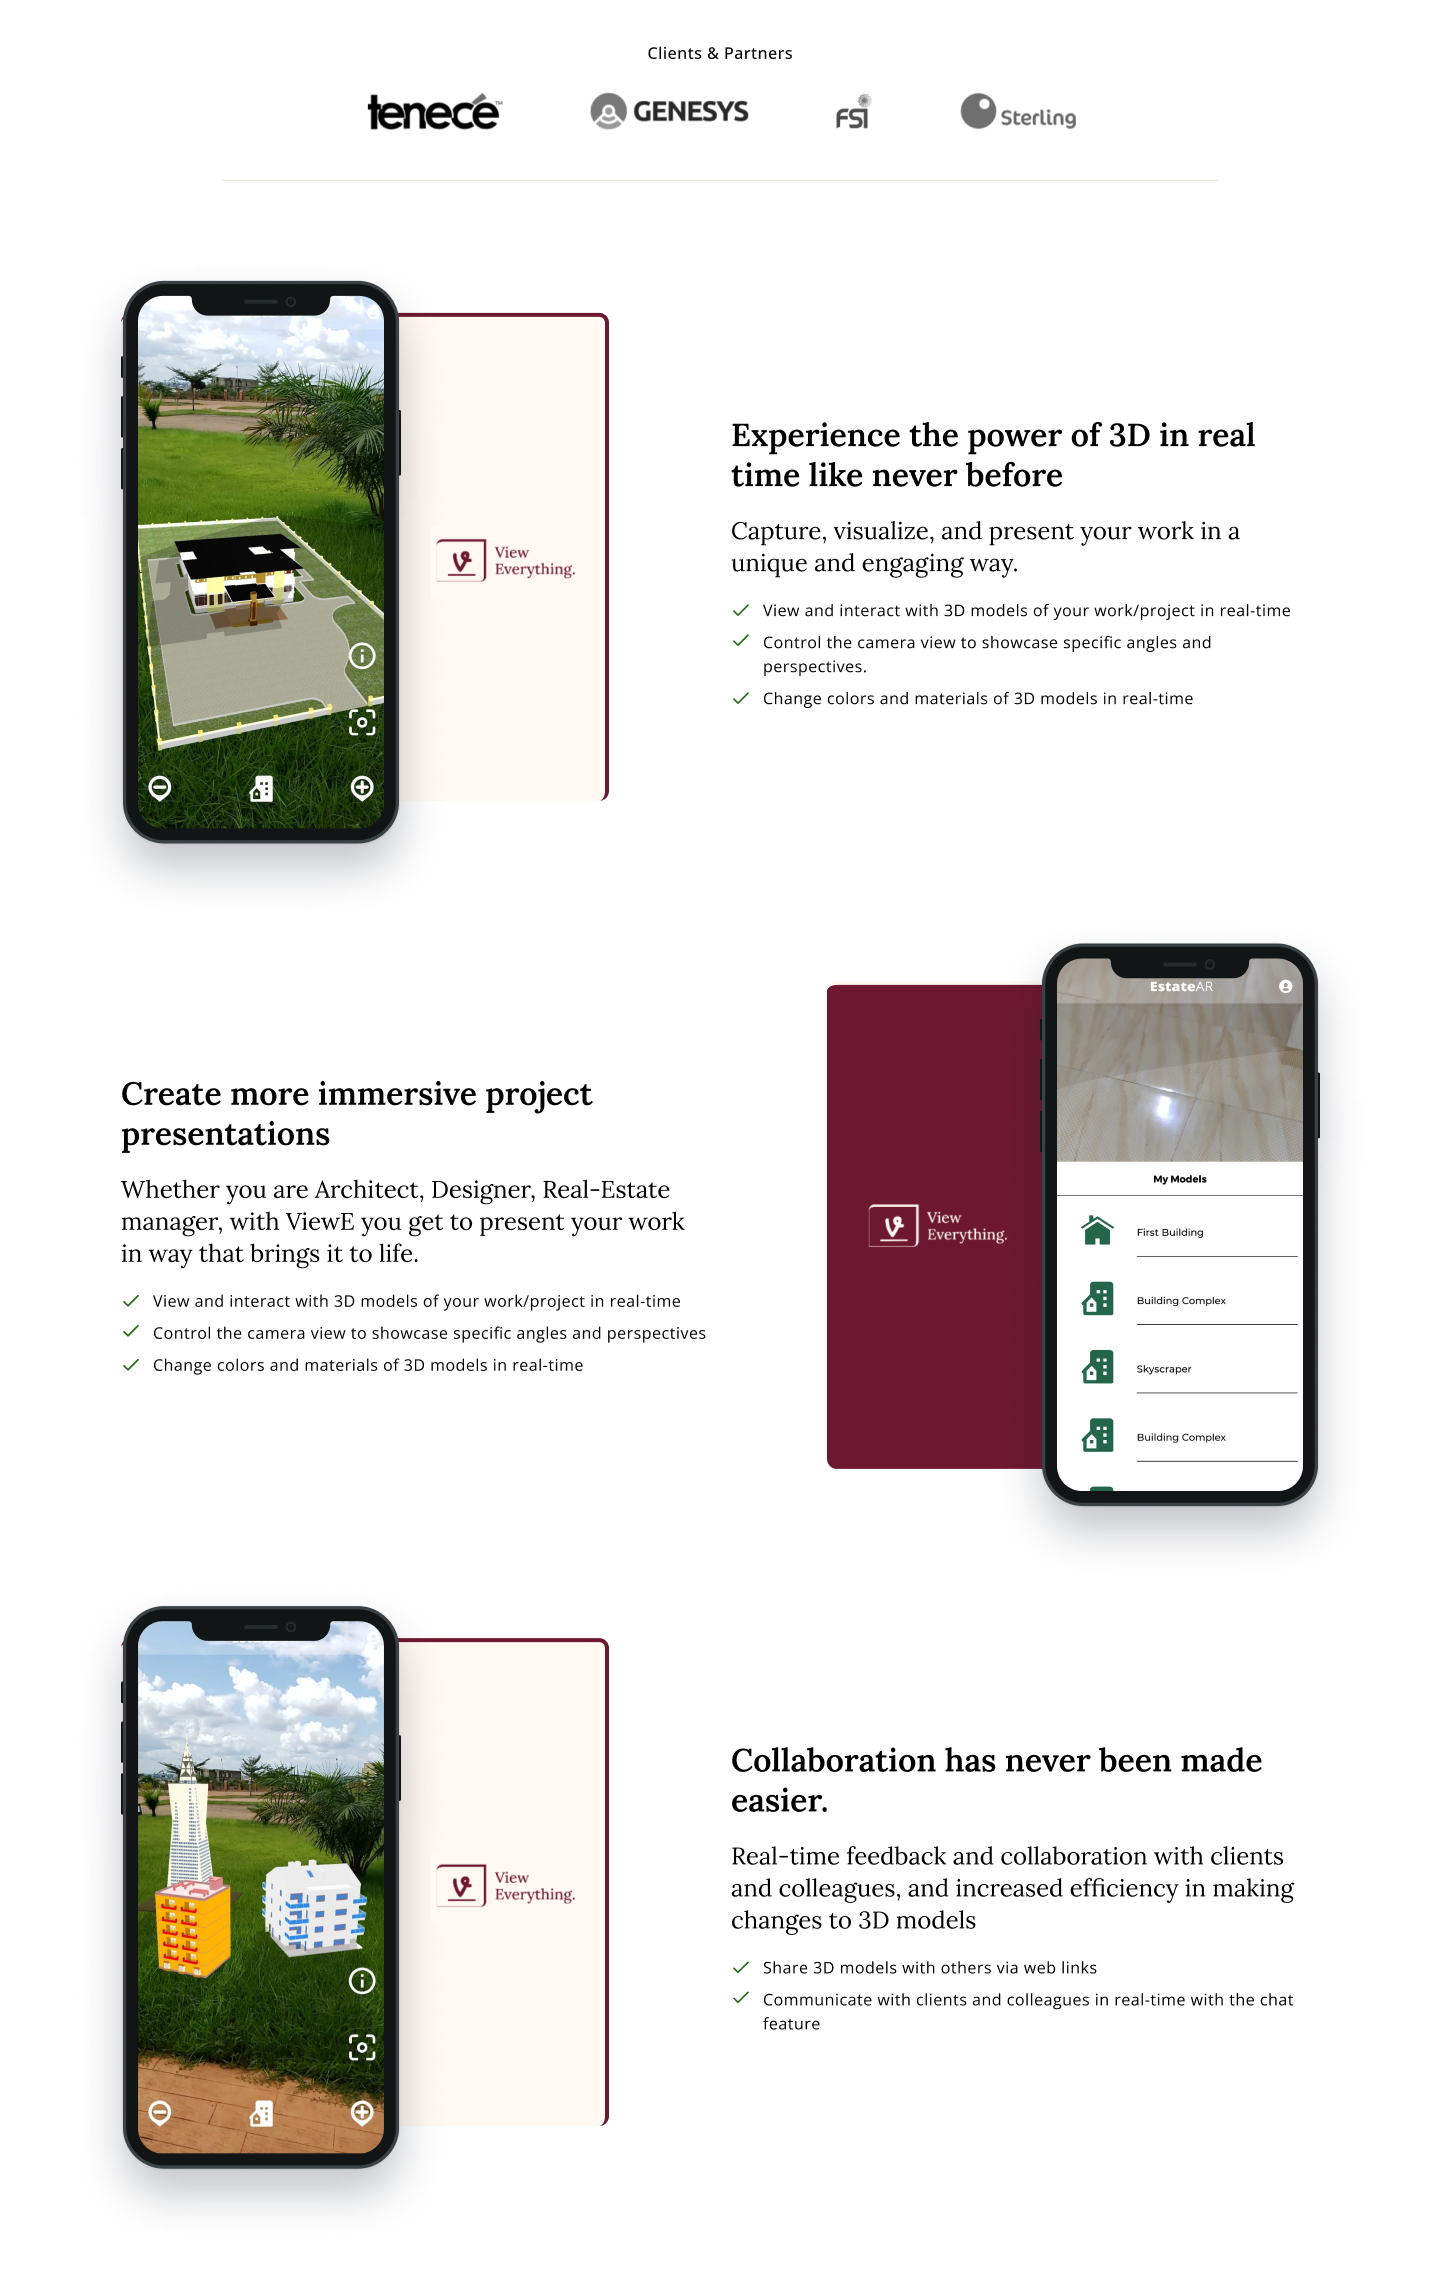 Clients & Partners
tenece™
GENESYS
FSI
Sterling
View
Everything.
Experience the power of 3D in real
time like never before
Capture, visualize, and present your work in a
unique and engaging way.
View and interact with 3D models of your work/project in real-time
Control the camera view to showcase specific angles and
perspectives.
Change colors and materials of 3D models in real-time
Create more immersive project
presentations
Whether you are Architect, Designer, Real-Estate
manager, with ViewE you get to present your work
in way that brings it to life.
View and interact with 3D models of your work/project in real-time
Control the camera view to showcase specific angles and perspectives
Change colors and materials of 3D models in real-time
View
Everything.
EstateAR
My Models
First Building
Building Complex
Skyscraper
Building Complex
View
Everything.
Collaboration has never been made
easier.
Real-time feedback and collaboration with clients
and colleagues, and increased efficiency in making
changes to 3D models
Share 3D models with others via web links
Communicate with clients and colleagues in real-time with the chat
feature